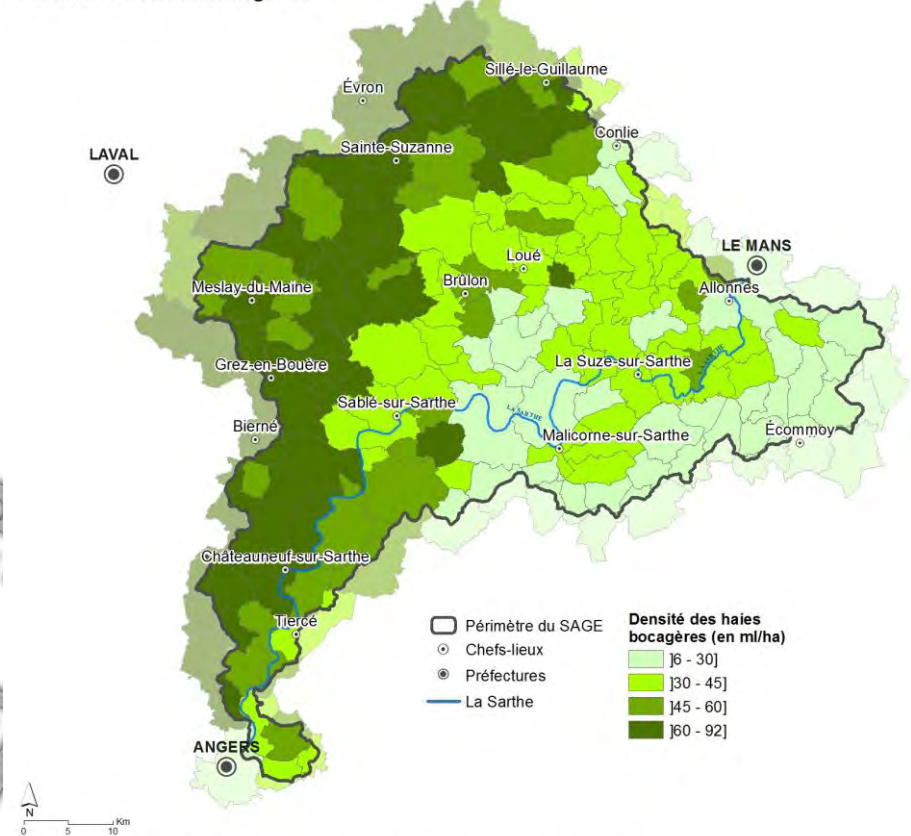 Sillé-le-Guillaume
Évron
Conlie
LAVAL
Sainte-Suzanne
LE MANS
Loué
Meslay-du-Maine
Brûlon
Allonnes
Grez-en-Bouère
La Suze-sur-Sarthe
LA SARTHE
Sablé-sur-Sarthe
LA SARTHE
Bierné
Malicorne-sur-Sarthe
Écommoy
Châteauneuf-sur-Sarthe
Tiercé
ANGERS
Périmètre du SAGE
Chefs-lieux
Préfectures
La Sarthe
Densité des haies
bocagères (en ml/ha)
]6 - 30]
]30 - 45]
]45 - 60]
]60 - 92]
N
Km
0 5 10